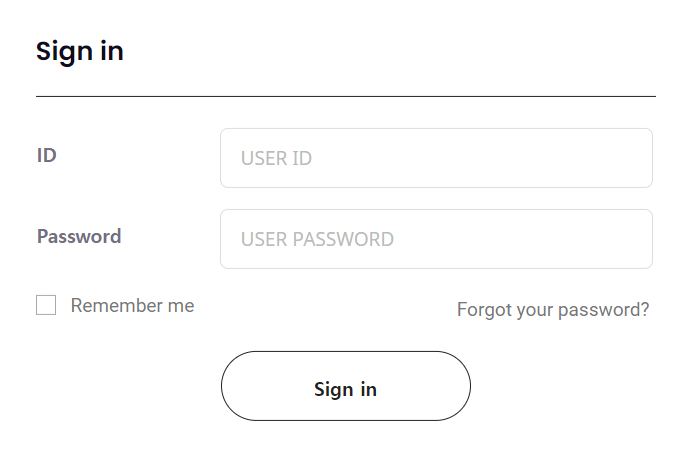 Sign in
ID
USER ID
Password
USER PASSWORD
Remember me
Forgot your password?
Sign in